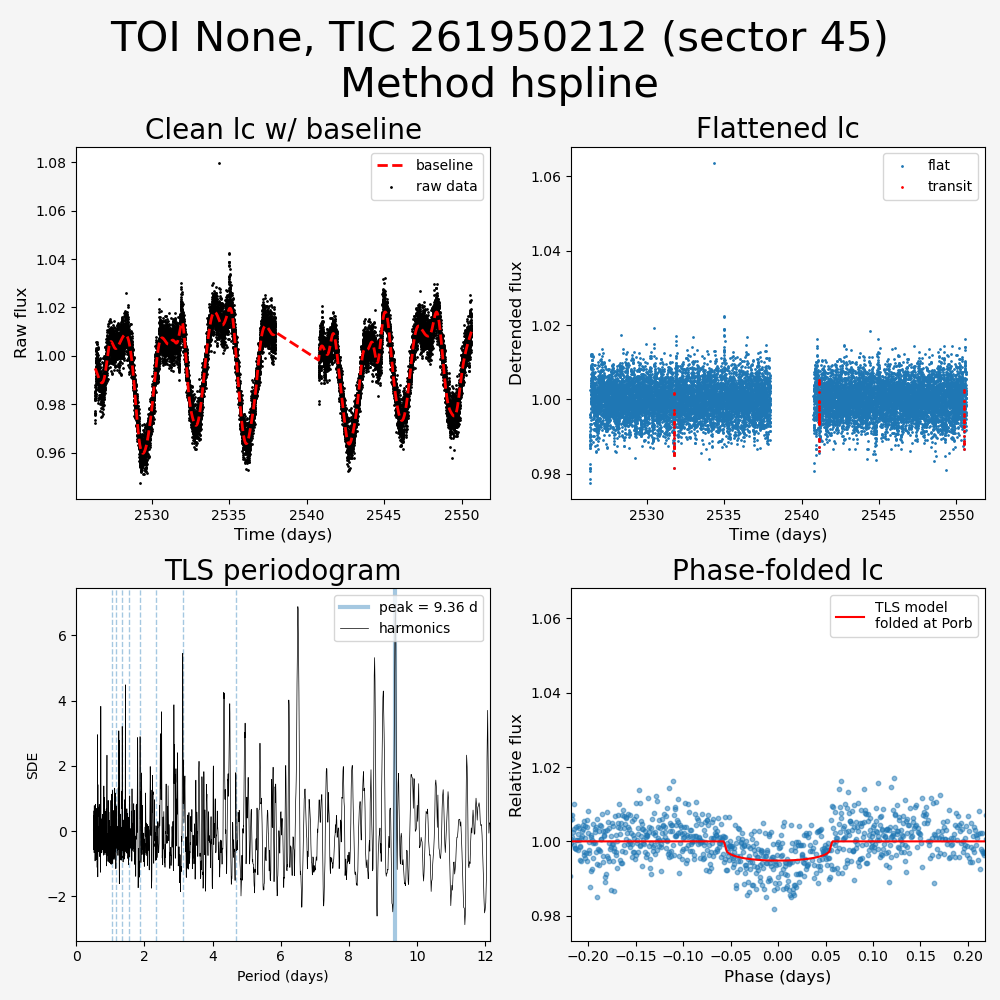 TOI None, TIC 261950212 (sector 45)
Method hspline
Clean lc w/ baseline
baseline
raw data
1.08
1.06
1.04
1.02
1.00
0.98
0.96
Raw flux
2530
2535
2540
2545
2550
Time (days)
Flattened lc
flat
transit
1.06
1.04
1.02
1.00
0.98
Detrended flux
2530
2535
2540
2545
2550
Time (days)
TLS periodogram
peak = 9.36 d
harmonics
6
4
2
0
−2
SDE
0
2
4
6
8
10
12
Period (days)
Phase-folded lc
TLS model
folded at Porb
1.06
1.04
1.02
1.00
0.98
Relative flux
−0.20
−0.15
−0.10
−0.05
0.00
0.05
0.10
0.15
0.20
Phase (days)